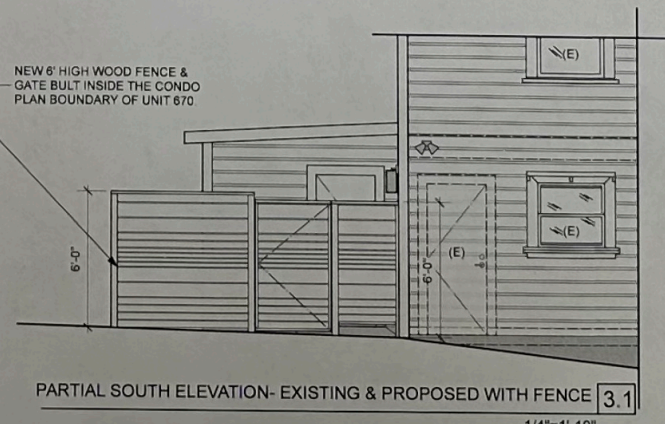 NEW 6' HIGH WOOD FENCE &
GATE BULT INSIDE THE CONDO
PLAN BOUNDARY OF UNIT 670.
(E)
(E)
(E)
6'-0"
6'-0"
PARTIAL SOUTH ELEVATION- EXISTING & PROPOSED WITH FENCE 3.1